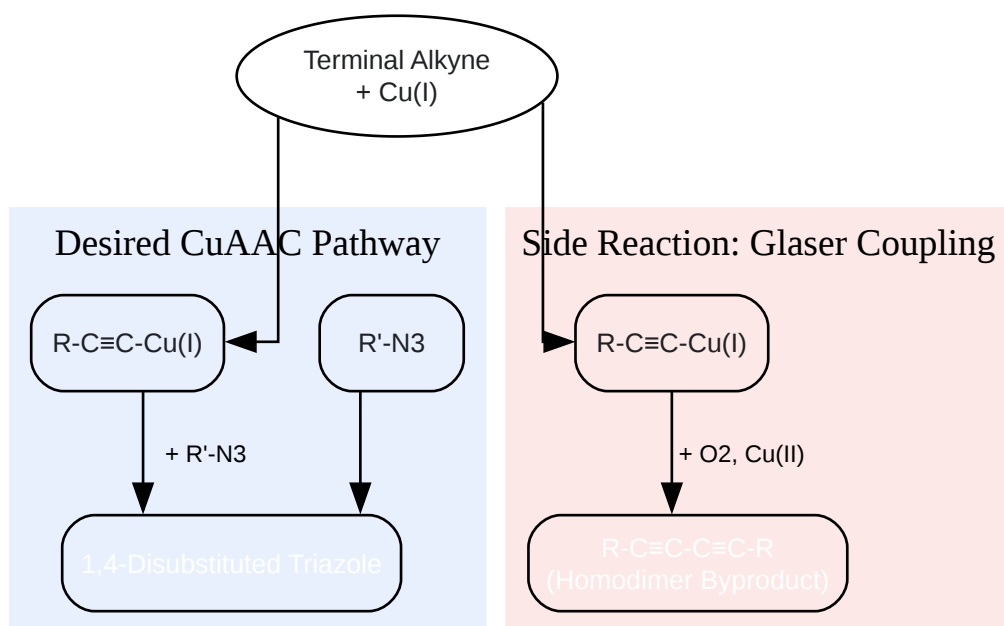 Terminal Alkyne
+ Cu(I)
Desired CuAAC Pathway
Side Reaction: Glaser Coupling
R-C≡C-Cu(I)
R'-N3
R-C≡C-Cu(I)
+ R'-N3
+ O2, Cu(II)
1,4-Disubstituted Triazole
R-C≡C-C≡C-R
(Homodimer Byproduct)